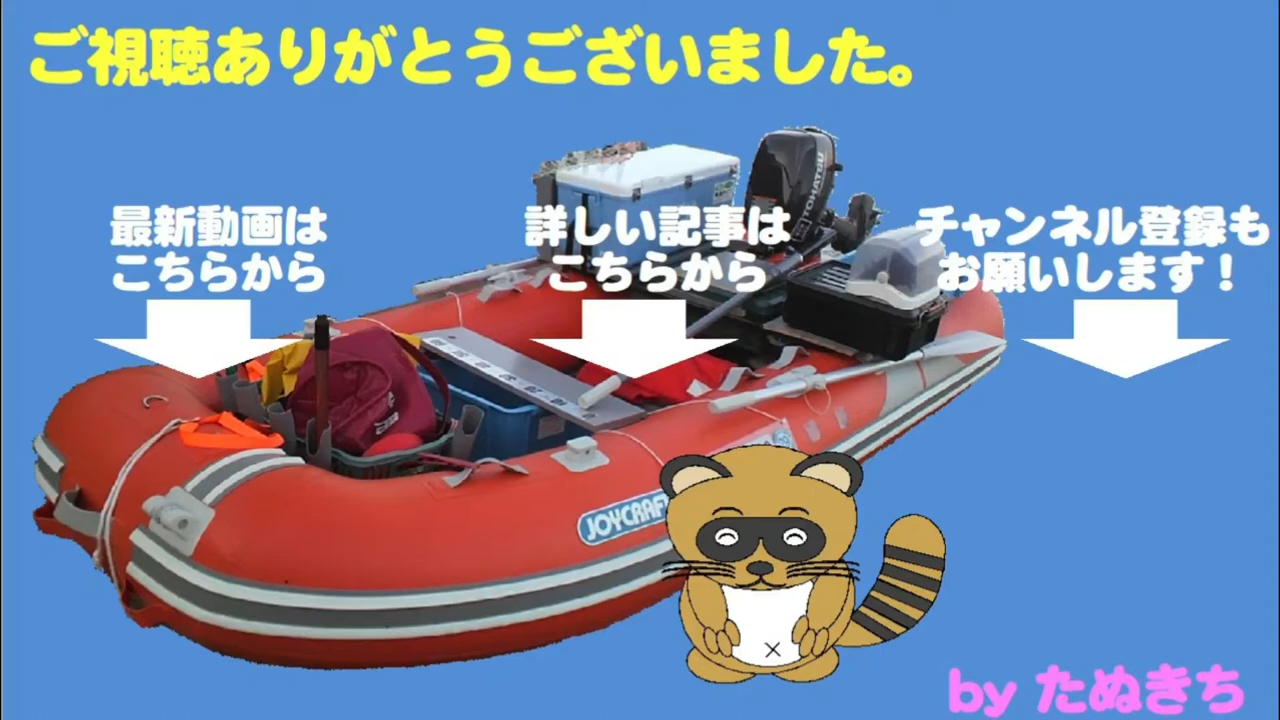 ご視聴ありがとうございました。
最新動画は
こちらから
詳しい記事は
こちらから
チャンネル登録も
お願いします！
TOHATSU
JOYCRAF
by たぬきち